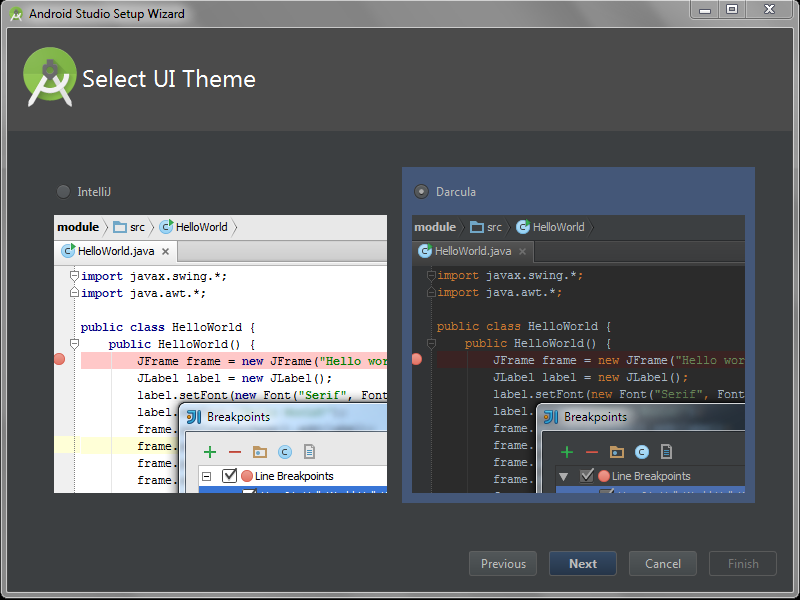 Android Studio Setup Wizard
Select UI Theme
IntelliJ
module src HelloWorld
HelloWorld.java
import javax.swing.*;
import java.awt.*;
public class HelloWorld {
public HelloWorld() {
JFrame frame = new JFrame("Hello wor
JLabel label = new JLabel();
label.setFont(new Font("Serif", Font
label.
frame.
frame.
frame.
frame.
Breakpoints
Line Breakpoints
Darcula
module src HelloWorld
HelloWorld.java
import javax.swing.*;
import java.awt.*;
public class HelloWorld {
public HelloWorld() {
JFrame frame = new JFrame("Hello wor
JLabel label = new JLabel();
label.setFont(new Font("Serif", Font
label.
frame.
frame.
frame.
frame.
Breakpoints
Line Breakpoints
Previous Next Cancel Finish